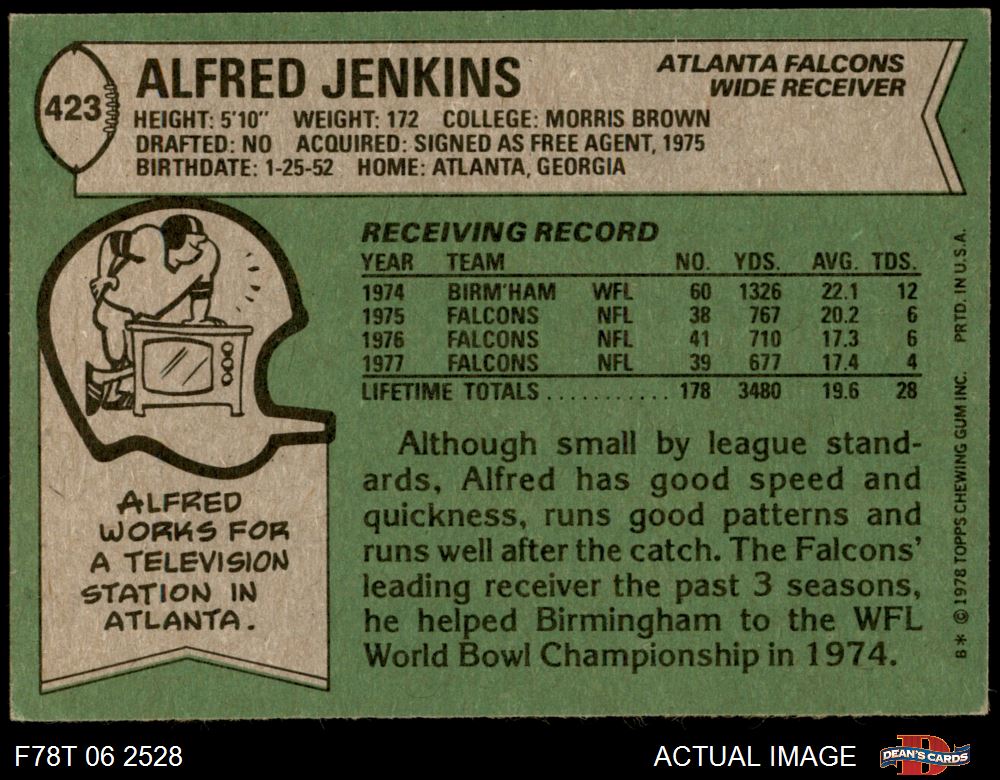 423
ALFRED JENKINS
ATLANTA FALCONS
WIDE RECEIVER
HEIGHT: 5'10" WEIGHT: 172 COLLEGE: MORRIS BROWN
DRAFTED: NO ACQUIRED: SIGNED AS FREE AGENT, 1975
BIRTHDATE: 1-25-52 HOME: ATLANTA, GEORGIA
RECEIVING RECORD
YEAR TEAM NO. YDS. AVG. TDS.
1974 BIRM'HAM WFL 60 1326 22.1 12
1975 FALCONS NFL 38 767 20.2 6
1976 FALCONS NFL 41 710 17.3 6
1977 FALCONS NFL 39 677 17.4 4
LIFETIME TOTALS ........... 178 3480 19.6 28
Although small by league stand-
ards, Alfred has good speed and
quickness, runs good patterns and
runs well after the catch. The Falcons'
leading receiver the past 3 seasons,
he helped Birmingham to the WFL
World Bowl Championship in 1974.
ALFRED
WORKS FOR
A TELEVISION
STATION IN
ATLANTA.
B* © 1978 TOPPS CHEWING GUM INC. PRTD. IN U.S.A.
F78T 06 2528
ACTUAL IMAGE
DEAN'S CARDS